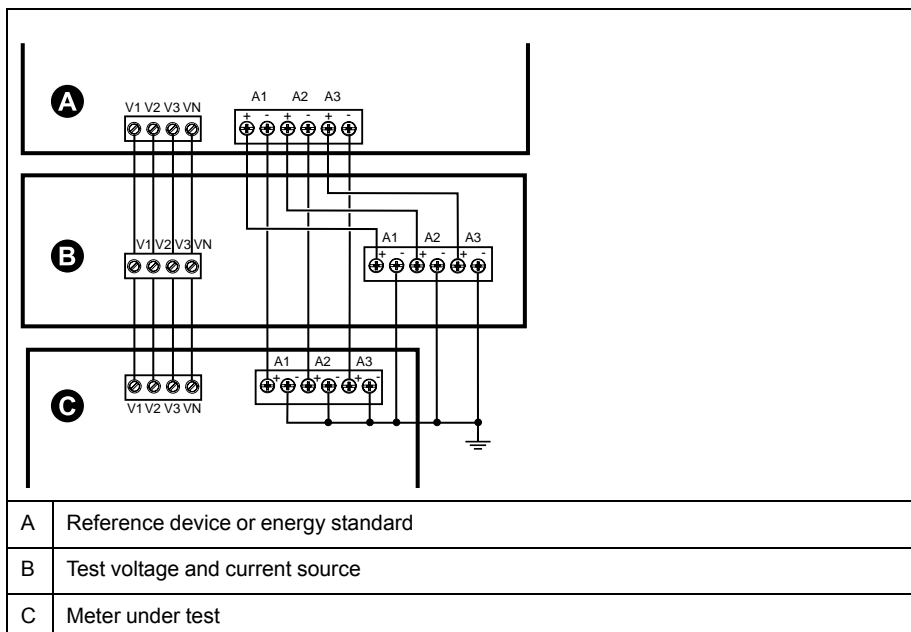 A
V1 V2 V3 VN
A1 A2 A3
+ - + - + -
B
V1 V2 V3 VN
A1 A2 A3
+ - + - + -
A1 A2 A3
+ - + - + -
C
V1 V2 V3 VN
A Reference device or energy standard
B Test voltage and current source
C Meter under test